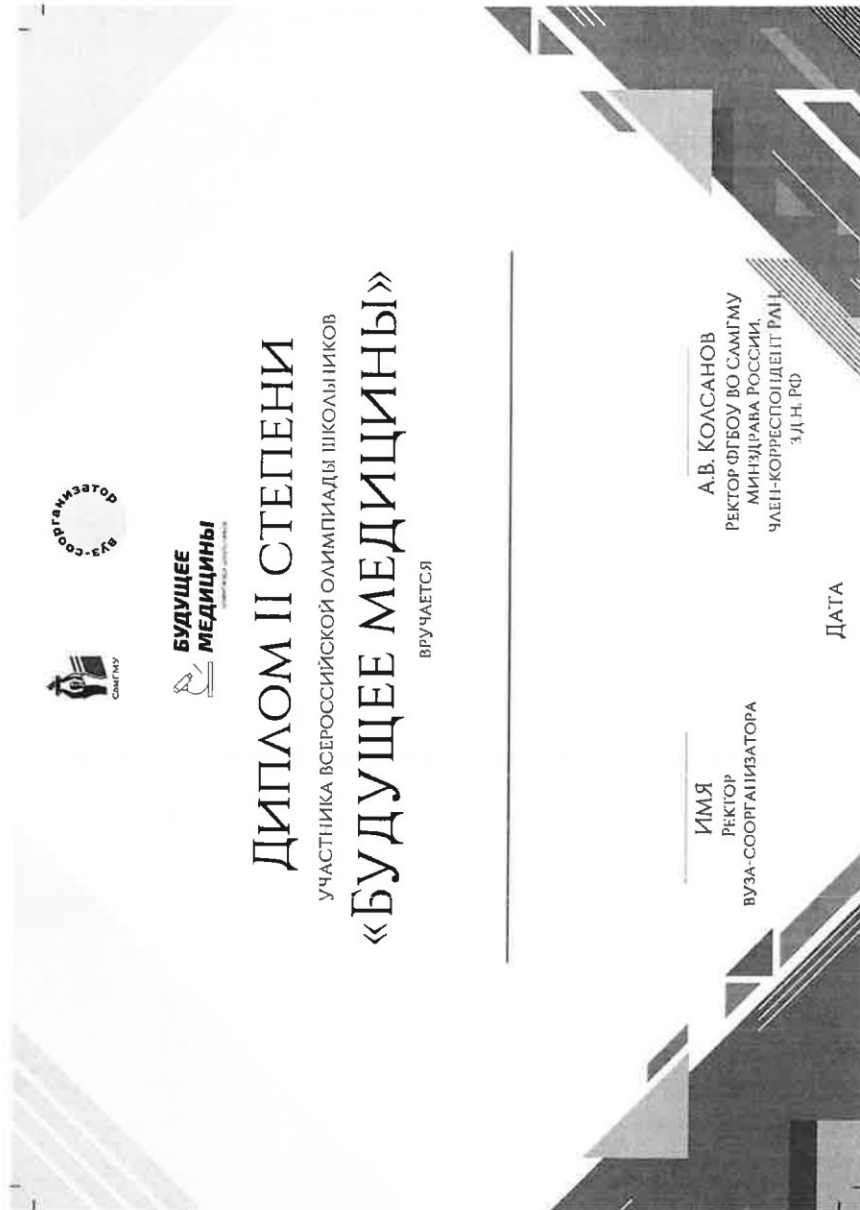 СамГМУ
вуз-соорганизатор
БУДУЩЕЕ
МЕДИЦИНЫ
ДИПЛОМ II СТЕПЕНИ
УЧАСТНИКА ВСЕРОССИЙСКОЙ ОЛИМПИАДЫ ШКОЛЬНИКОВ
«БУДУЩЕЕ МЕДИЦИНЫ»
ВРУЧАЕТСЯ
ИМЯ
РЕКТОР
ВУЗА-СООРГАНИЗАТОРА
А.В. КОЛСАНОВ
РЕКТОР ФГБОУ ВО САМГМУ
МИНЗДРАВА РОССИИ,
ЧЛЕН-КОРРЕСПОНДЕНТ РАН,
З.Д.Н. РФ
ДАТА